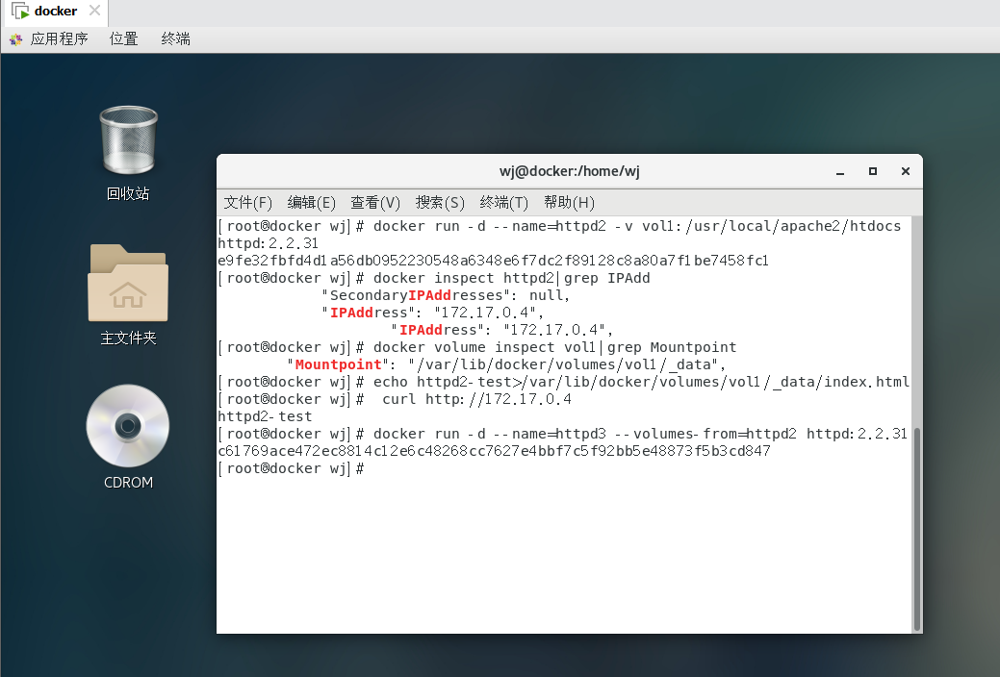 docker
应用程序 位置 终端
回收站
主文件夹
CDROM
wj@docker:/home/wj
文件(F) 编辑(E) 查看(V) 搜索(S) 终端(T) 帮助(H)
[root@docker wj]# docker run -d --name=httpd2 -v vol1:/usr/local/apache2/htdocs
httpd:2.2.31
e9fe32fbfd4d1a56db0952230548a6348e6f7dc2f89128c8a80a7f1be7458fc1
[root@docker wj]# docker inspect httpd2|grep IPAdd
"SecondaryIPAddresses": null,
"IPAddress": "172.17.0.4",
"IPAddress": "172.17.0.4",
[root@docker wj]# docker volume inspect vol1|grep Mountpoint
"Mountpoint": "/var/lib/docker/volumes/vol1/_data",
[root@docker wj]# echo httpd2-test>/var/lib/docker/volumes/vol1/_data/index.html
[root@docker wj]#  curl http://172.17.0.4
httpd2-test
[root@docker wj]# docker run -d --name=httpd3 --volumes-from=httpd2 httpd:2.2.31
c61769ace472ec8814c12e6c48268cc7627e4bbf7c5f92bb5e48873f5b3cd847
[root@docker wj]#